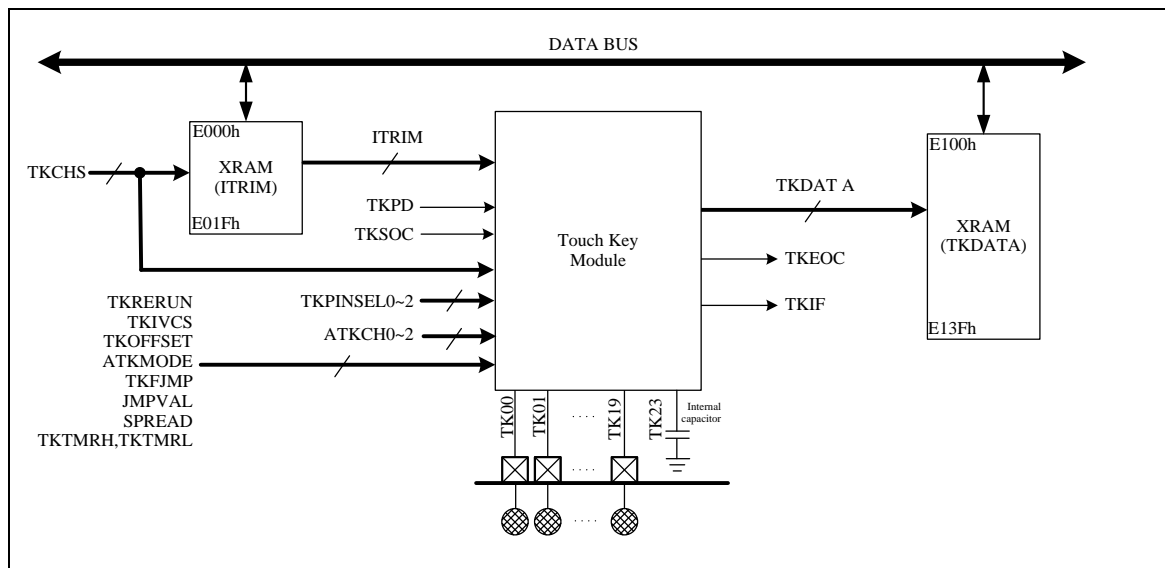 DATA BUS
E000h
XRAM
(ITRIM)
E01Fh
TKCHS
ITRIM
TKPD
TKSOC
TKPINSEL0~2
ATKCH0~2
TKRERUN
TKIVCS
TKOFFSET
ATKMODE
TKFJMP
JMPVAL
SPREAD
TKTMRH,TKTMRL
Touch Key
Module
TKDAT A
TKEOC
TKIF
E100h
XRAM
(TKDATA)
E13Fh
TK00
TK01
....
TK19
TK23
Internal
capacitor
....
....